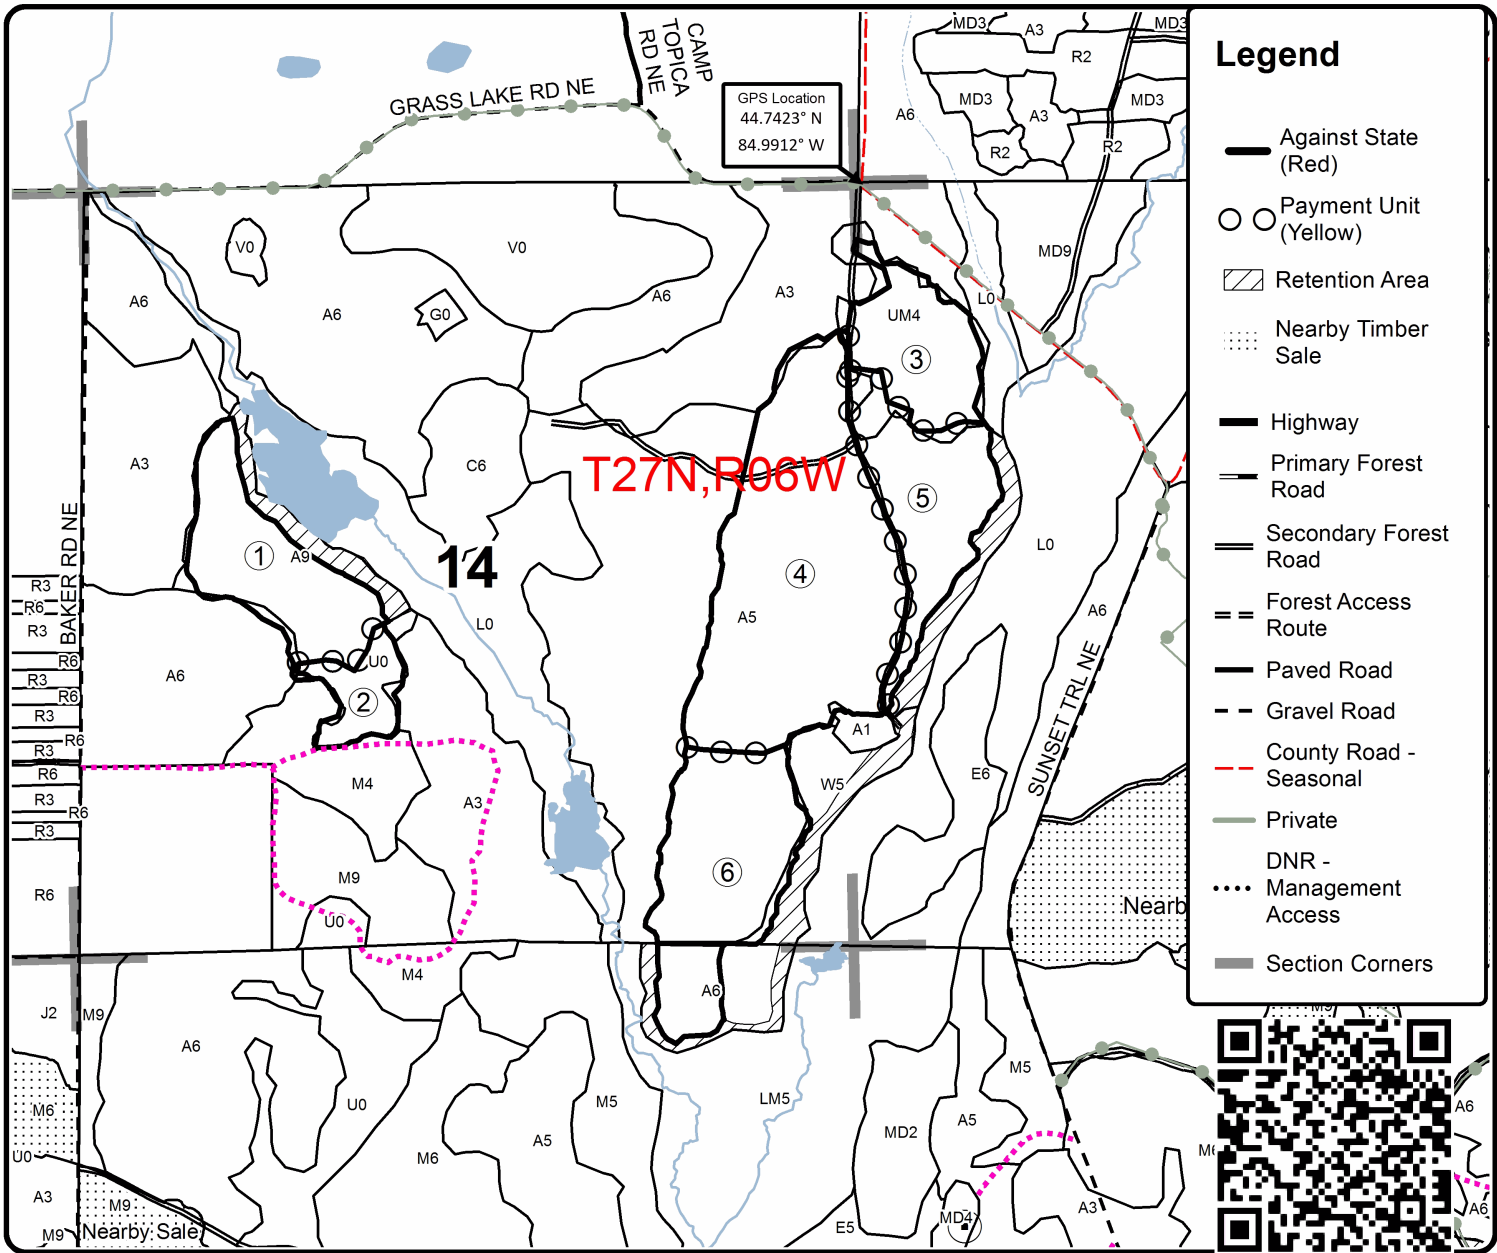 MD3
A3
MD3
R2
CAMP
TOPICA
RD NE
GRASS LAKE RD NE
GPS Location
44.7423° N
84.9912° W
A6
MD3
A3
MD3
R2
R2
V0
V0
MD9
A6
A6
G0
A6
A3
L0
UM4
3
A3
C6
T27N,R06W
5
BAKER RD NE
1
A9
14
4
L0
R3
R6
R3
A5
L0
A6
R6
U0
R3
A6
R6
2
R3
SUNSET TRL NE
A1
R6
R3
R6
M4
W5
E6
R3
A3
R6
R3
6
M9
R6
U0
Nearb
M4
A6
J2
M9
A6
M5
M6
U0
M5
LM5
A5
MD2
A5
M6
U0
M6
A3
M9
MD4
A3
M9
Nearby Sale
E5
Legend
Against State
(Red)
Payment Unit
(Yellow)
Retention Area
Nearby Timber
Sale
Highway
Primary Forest
Road
Secondary Forest
Road
Forest Access
Route
Paved Road
Gravel Road
County Road -
Seasonal
Private
DNR -
Management
Access
Section Corners
M9
A6
A6